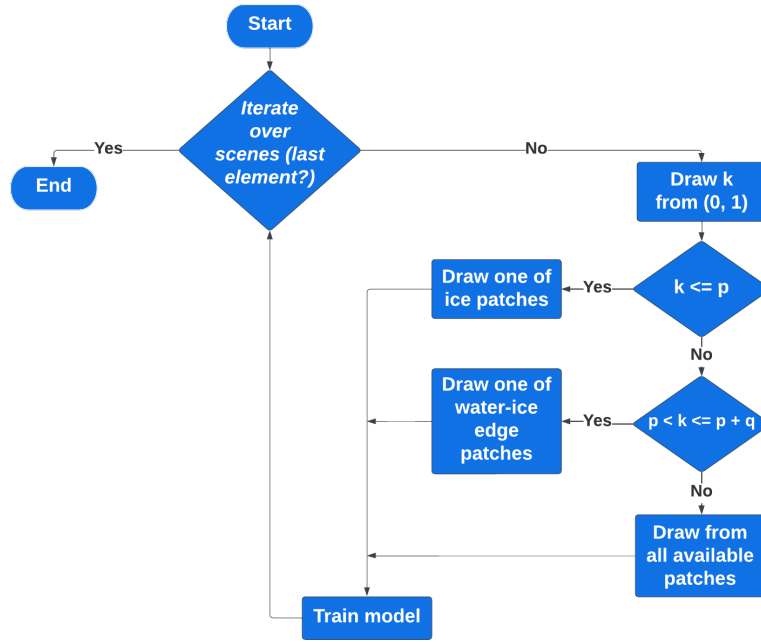 Start
Iterate
over
scenes (last
element?)
Yes
No
End
Draw k
from (0, 1)
Draw one of
ice patches
Yes
k <= p
No
Draw one of
water-ice
edge
patches
Yes
p < k <= p + q
No
Draw from
all available
patches
Train model